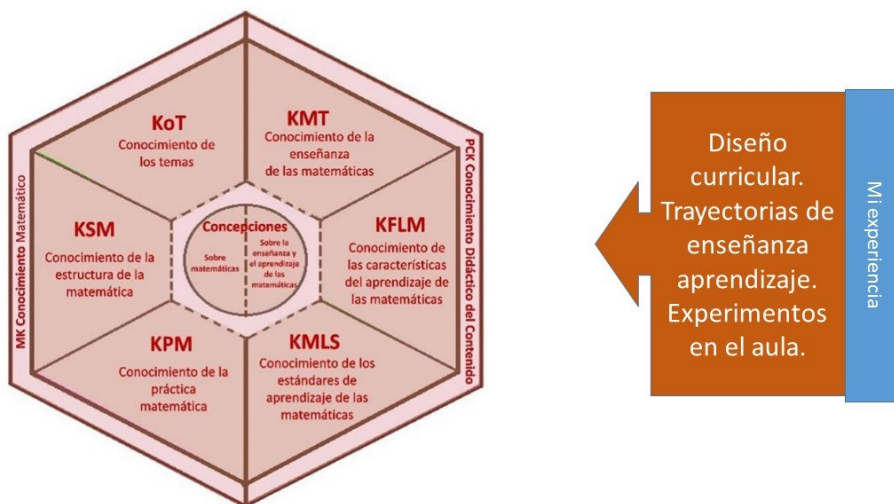 KoT
Conocimiento de
los temas
KMT
Conocimiento de la
enseñanza
de las matemáticas
KSM
Conocimiento de la
estructura de la
matemática
Concepciones
Sobre
matemáticas
Sobre la
enseñanza y
el aprendizaje
de las
matemáticas
KFLM
Conocimiento de
las características
del aprendizaje de
las matemáticas
KPM
Conocimiento de la
práctica
matemática
KMLS
Conocimiento de los
estándares de
aprendizaje de las
matemáticas
MK Conocimiento Matemático
PCK Conocimiento Didáctico del Contenido
Diseño
curricular.
Trayectorias de
enseñanza
aprendizaje.
Experimentos
en el aula.
Mi experiencia